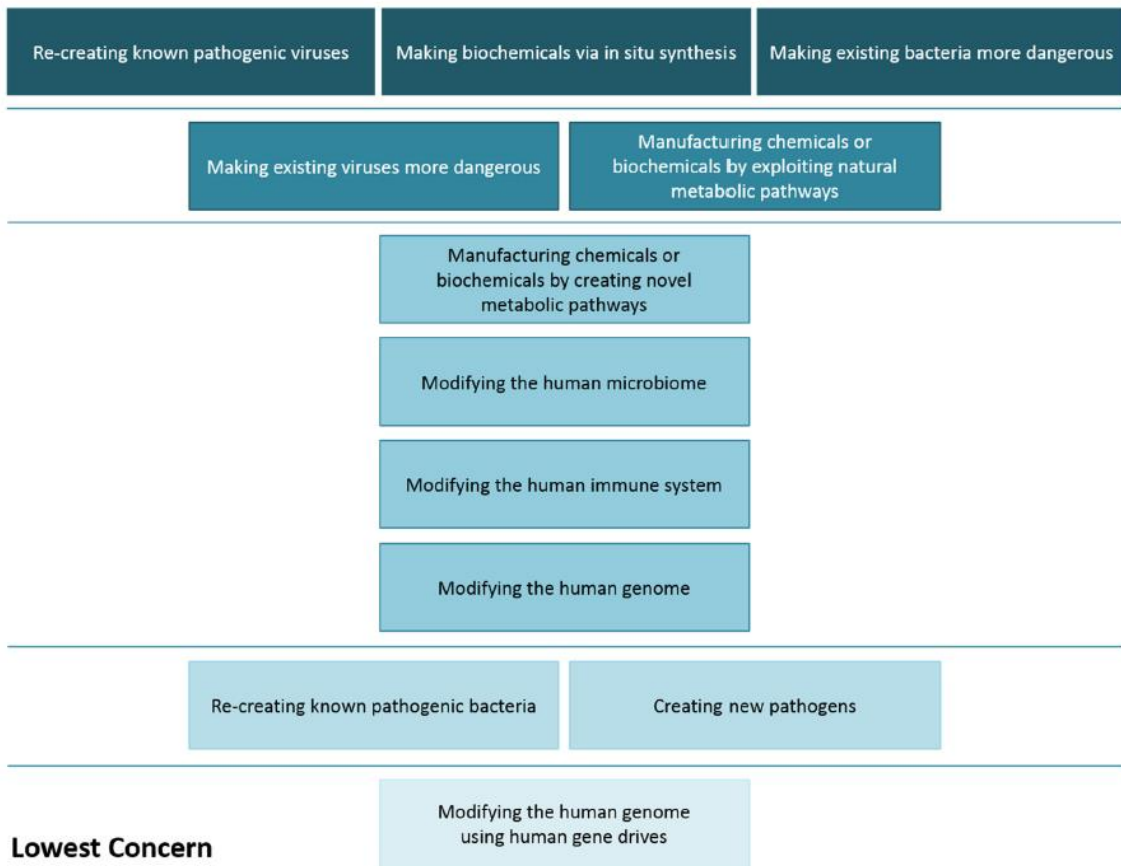 Re-creating known pathogenic viruses
Making biochemicals via in situ synthesis
Making existing bacteria more dangerous
Making existing viruses more dangerous
Manufacturing chemicals or
biochemicals by exploiting natural
metabolic pathways
Manufacturing chemicals or
biochemicals by creating novel
metabolic pathways
Modifying the human microbiome
Modifying the human immune system
Modifying the human genome
Re-creating known pathogenic bacteria
Creating new pathogens
Modifying the human genome
using human gene drives
Lowest Concern